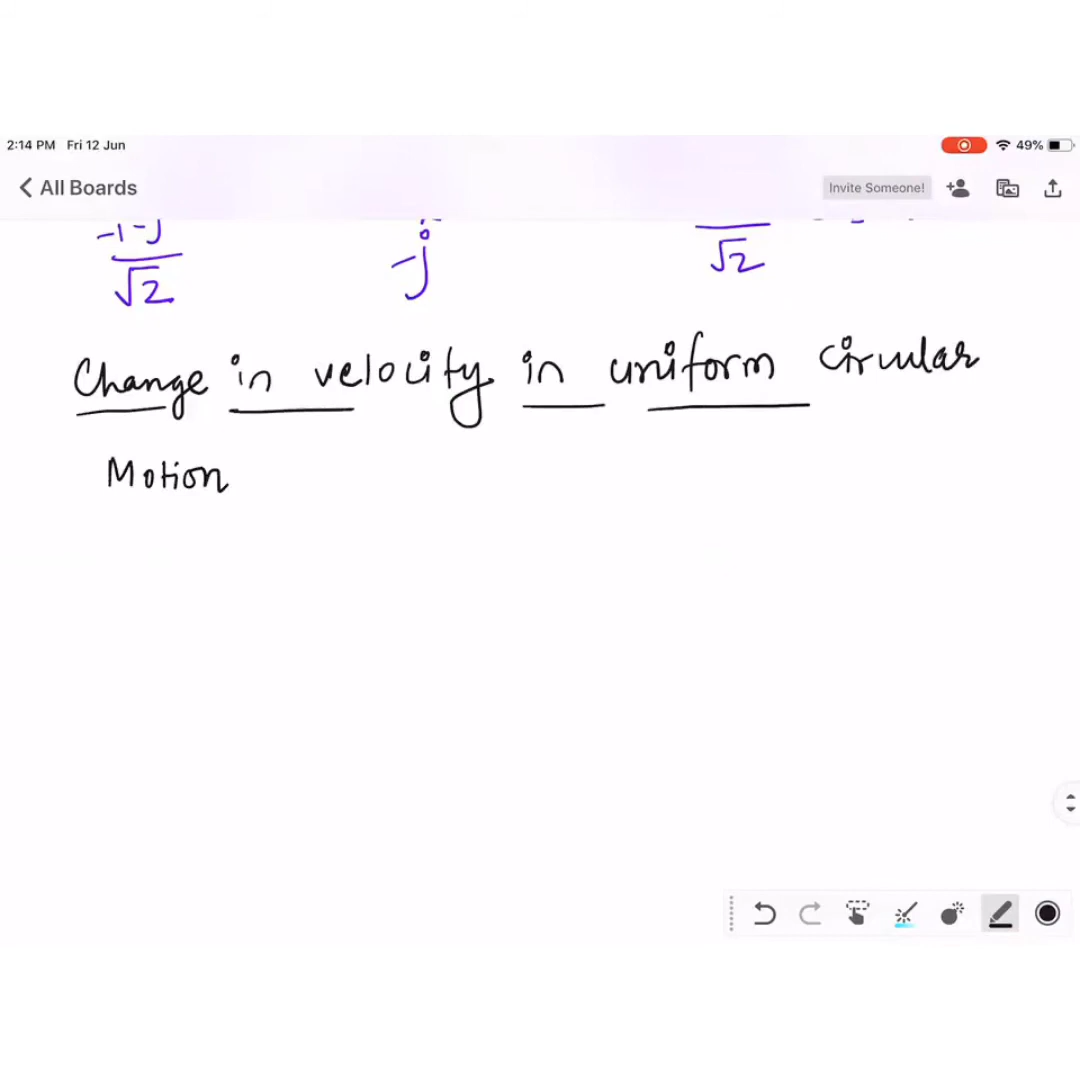 2:14 PM Fri 12 Jun 49%
All Boards Invite Someone!
√2 -j √2
Change in velocity in uniform circular
Motion